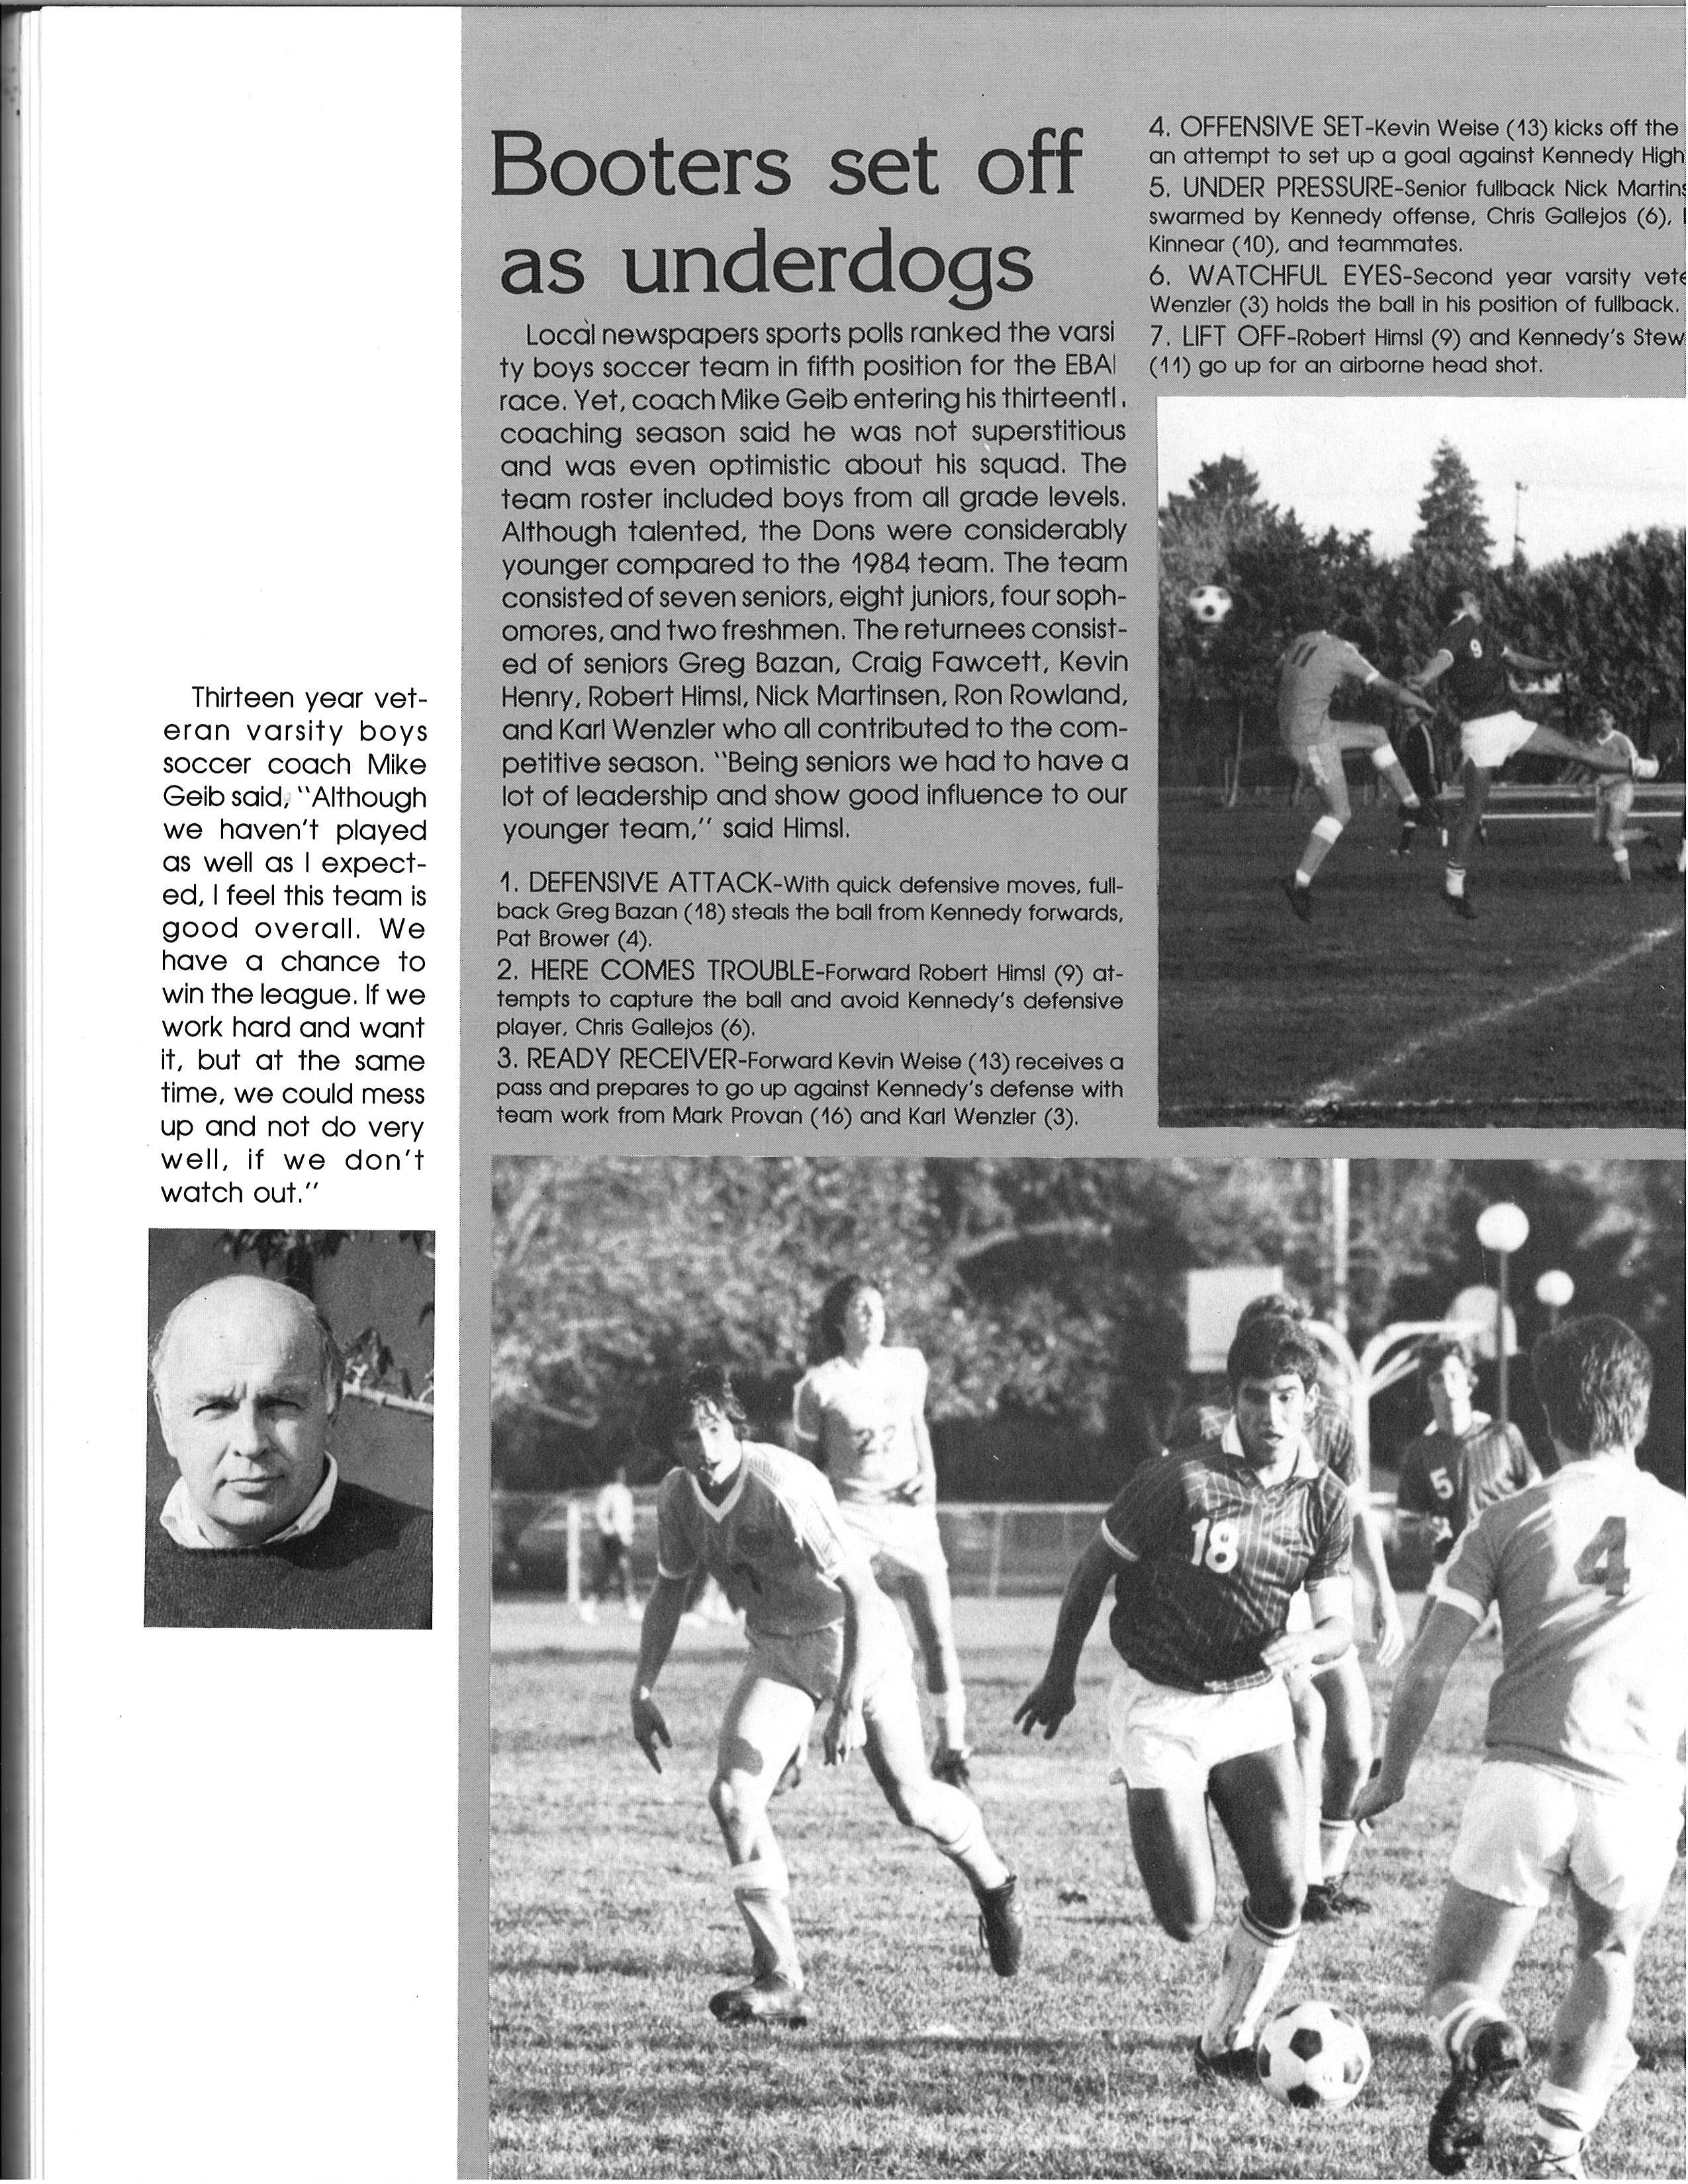 Booters set off
as underdogs
Local newspapers sports polls ranked the varsi
ty boys soccer team in fifth position for the EBAl
race. Yet, coach Mike Geib entering his thirteentl.
coaching season said he was not superstitious
and was even optimistic about his squad. The
team roster included boys from all grade levels.
Although talented, the Dons were considerably
younger compared to the 1984 team. The team
consisted of seven seniors, eight juniors, four soph-
omores, and two freshmen. The returnees consist-
ed of seniors Greg Bazan, Craig Fawcett, Kevin
Henry, Robert Himsl, Nick Martinsen, Ron Rowland,
and Karl Wenzler who all contributed to the com-
petitive season. "Being seniors we had to have a
lot of leadership and show good influence to our
younger team," said Himsl.
1. DEFENSIVE ATTACK-With quick defensive moves, full-
back Greg Bazan (18) steals the ball from Kennedy forwards,
Pat Brower (4).
2. HERE COMES TROUBLE-Forward Robert Himsl (9) at-
tempts to capture the ball and avoid Kennedy's defensive
player, Chris Gallejos (6).
3. READY RECEIVER-Forward Kevin Weise (13) receives a
pass and prepares to go up against Kennedy's defense with
team work from Mark Provan (16) and Karl Wenzler (3).
4. OFFENSIVE SET-Kevin Weise (13) kicks off the
an attempt to set up a goal against Kennedy High
5. UNDER PRESSURE-Senior fullback Nick Martins
swarmed by Kennedy offense, Chris Gallejos (6),
Kinnear (10), and teammates.
6. WATCHFUL EYES-Second year varsity vete
Wenzler (3) holds the ball in his position of fullback.
7. LIFT OFF-Robert Himsl (9) and Kennedy's Stew
(11) go up for an airborne head shot.
Thirteen year vet-
eran varsity boys
soccer coach Mike
Geib said, "Although
we haven't played
as well as I expect-
ed, I feel this team is
good overall. We
have a chance to
win the league. If we
work hard and want
it, but at the same
time, we could mess
up and not do very
well, if we don't
watch out."
11
9
22
18
5
4